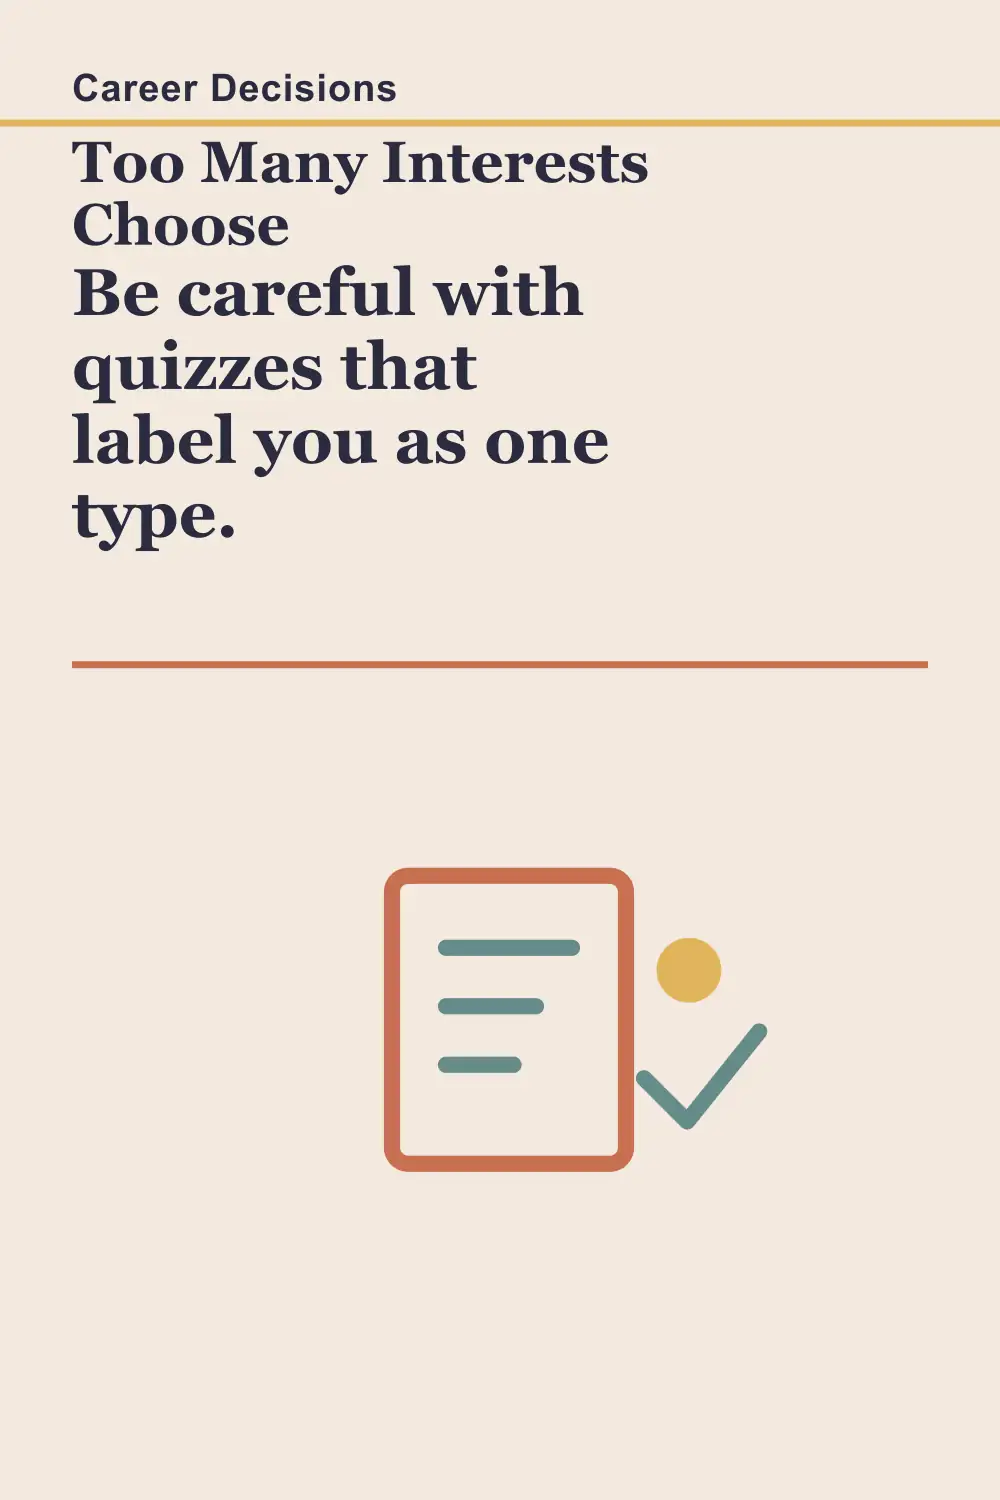 Career Decisions
Too Many Interests
Choose
Be careful with
quizzes that
label you as one
type.